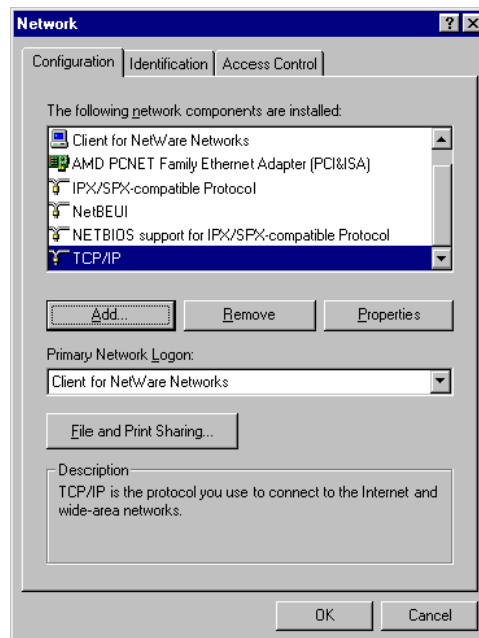 Network
Configuration Identification Access Control
The following network components are installed:
Client for NetWare Networks
AMD PCNET Family Ethernet Adapter (PCI&ISA)
IPX/SPX-compatible Protocol
NetBEUI
NETBIOS support for IPX/SPX-compatible Protocol
TCP/IP
Add... Remove Properties
Primary Network Logon:
Client for NetWare Networks
File and Print Sharing...
Description
TCP/IP is the protocol you use to connect to the Internet and
wide-area networks.
OK Cancel